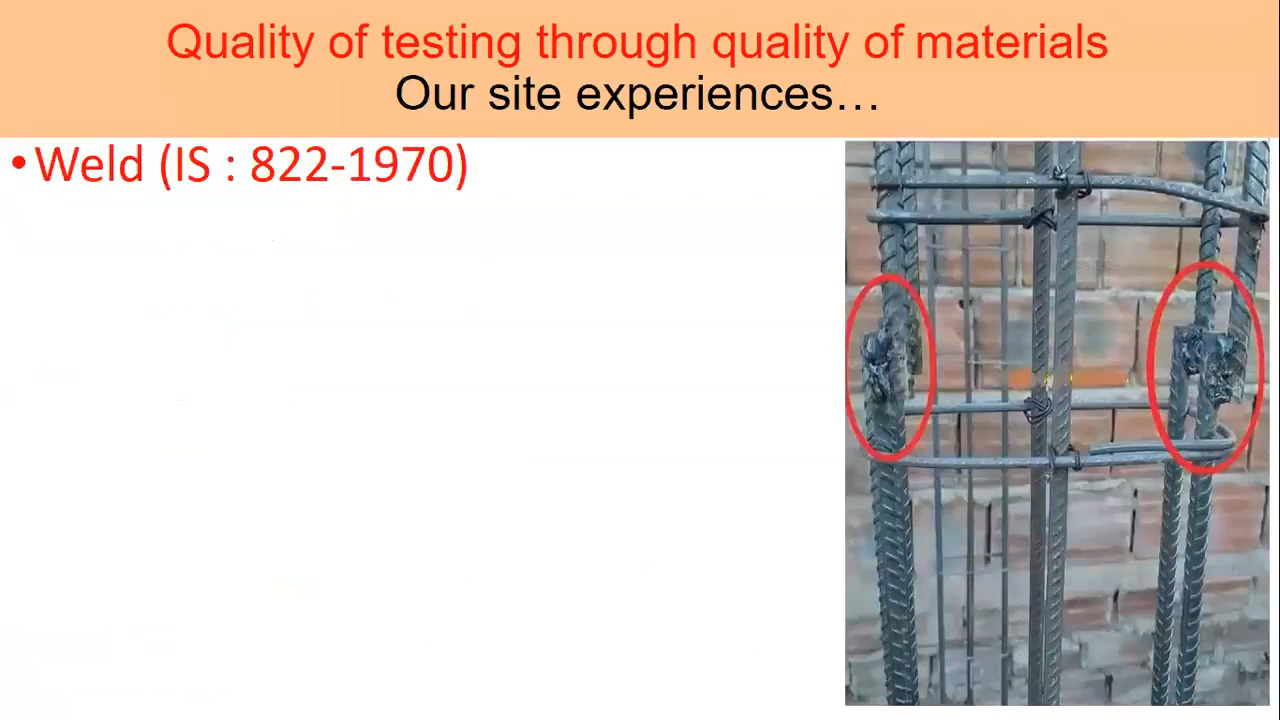 Quality of testing through quality of materials
Our site experiences…
•Weld (IS : 822-1970)